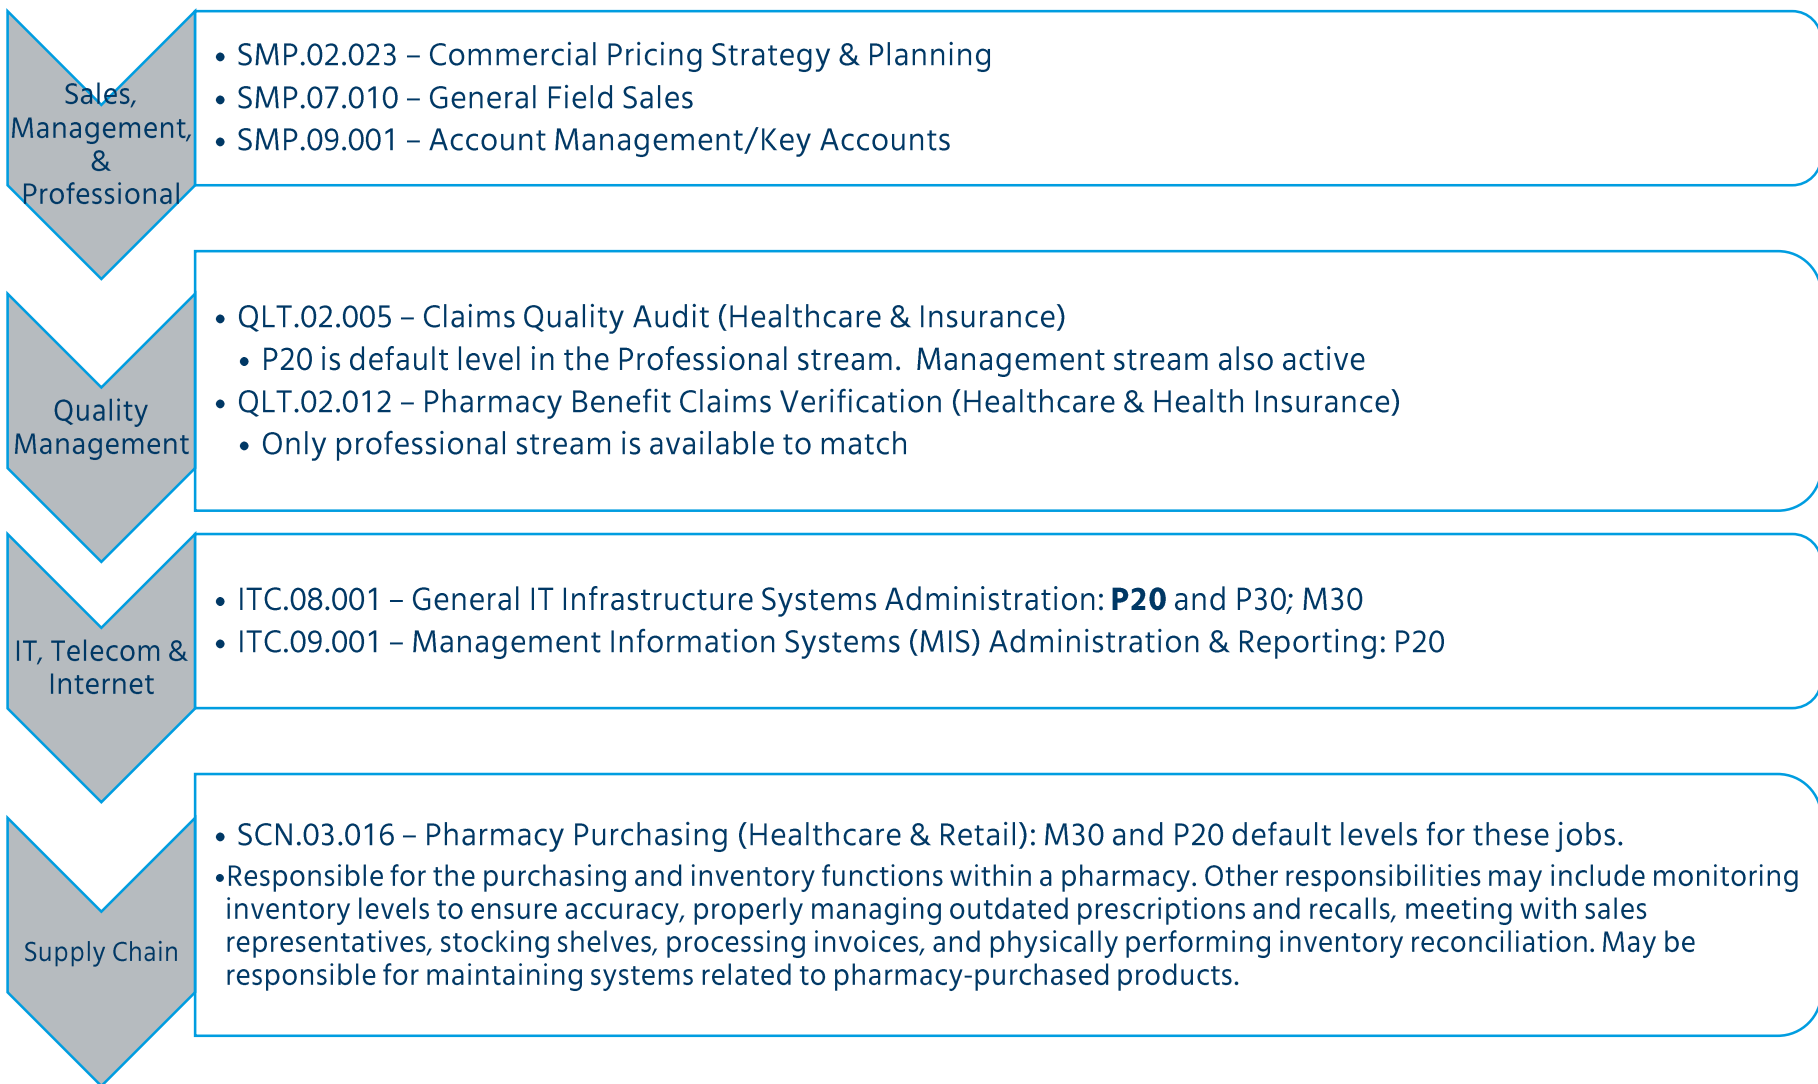 Sales,
Management,
&
Professional
• SMP.02.023 – Commercial Pricing Strategy & Planning
• SMP.07.010 – General Field Sales
• SMP.09.001 – Account Management/Key Accounts
Quality
Management
• QLT.02.005 – Claims Quality Audit (Healthcare & Insurance)
• P20 is default level in the Professional stream.  Management stream also active
• QLT.02.012 – Pharmacy Benefit Claims Verification (Healthcare & Health Insurance)
• Only professional stream is available to match
IT, Telecom &
Internet
• ITC.08.001 – General IT Infrastructure Systems Administration: P20 and P30; M30
• ITC.09.001 – Management Information Systems (MIS) Administration & Reporting: P20
Supply Chain
• SCN.03.016 – Pharmacy Purchasing (Healthcare & Retail): M30 and P20 default levels for these jobs.
•Responsible for the purchasing and inventory functions within a pharmacy. Other responsibilities may include monitoring
inventory levels to ensure accuracy, properly managing outdated prescriptions and recalls, meeting with sales
representatives, stocking shelves, processing invoices, and physically performing inventory reconciliation. May be
responsible for maintaining systems related to pharmacy-purchased products.